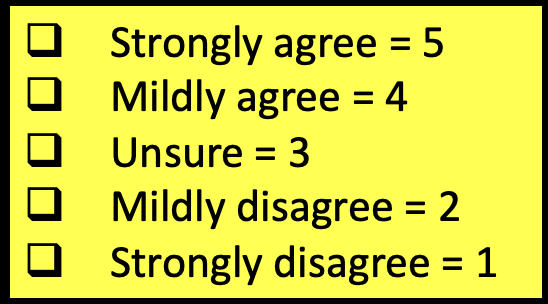 ❑ Strongly agree = 5
❑ Mildly agree = 4
❑ Unsure = 3
❑ Mildly disagree = 2
❑ Strongly disagree = 1